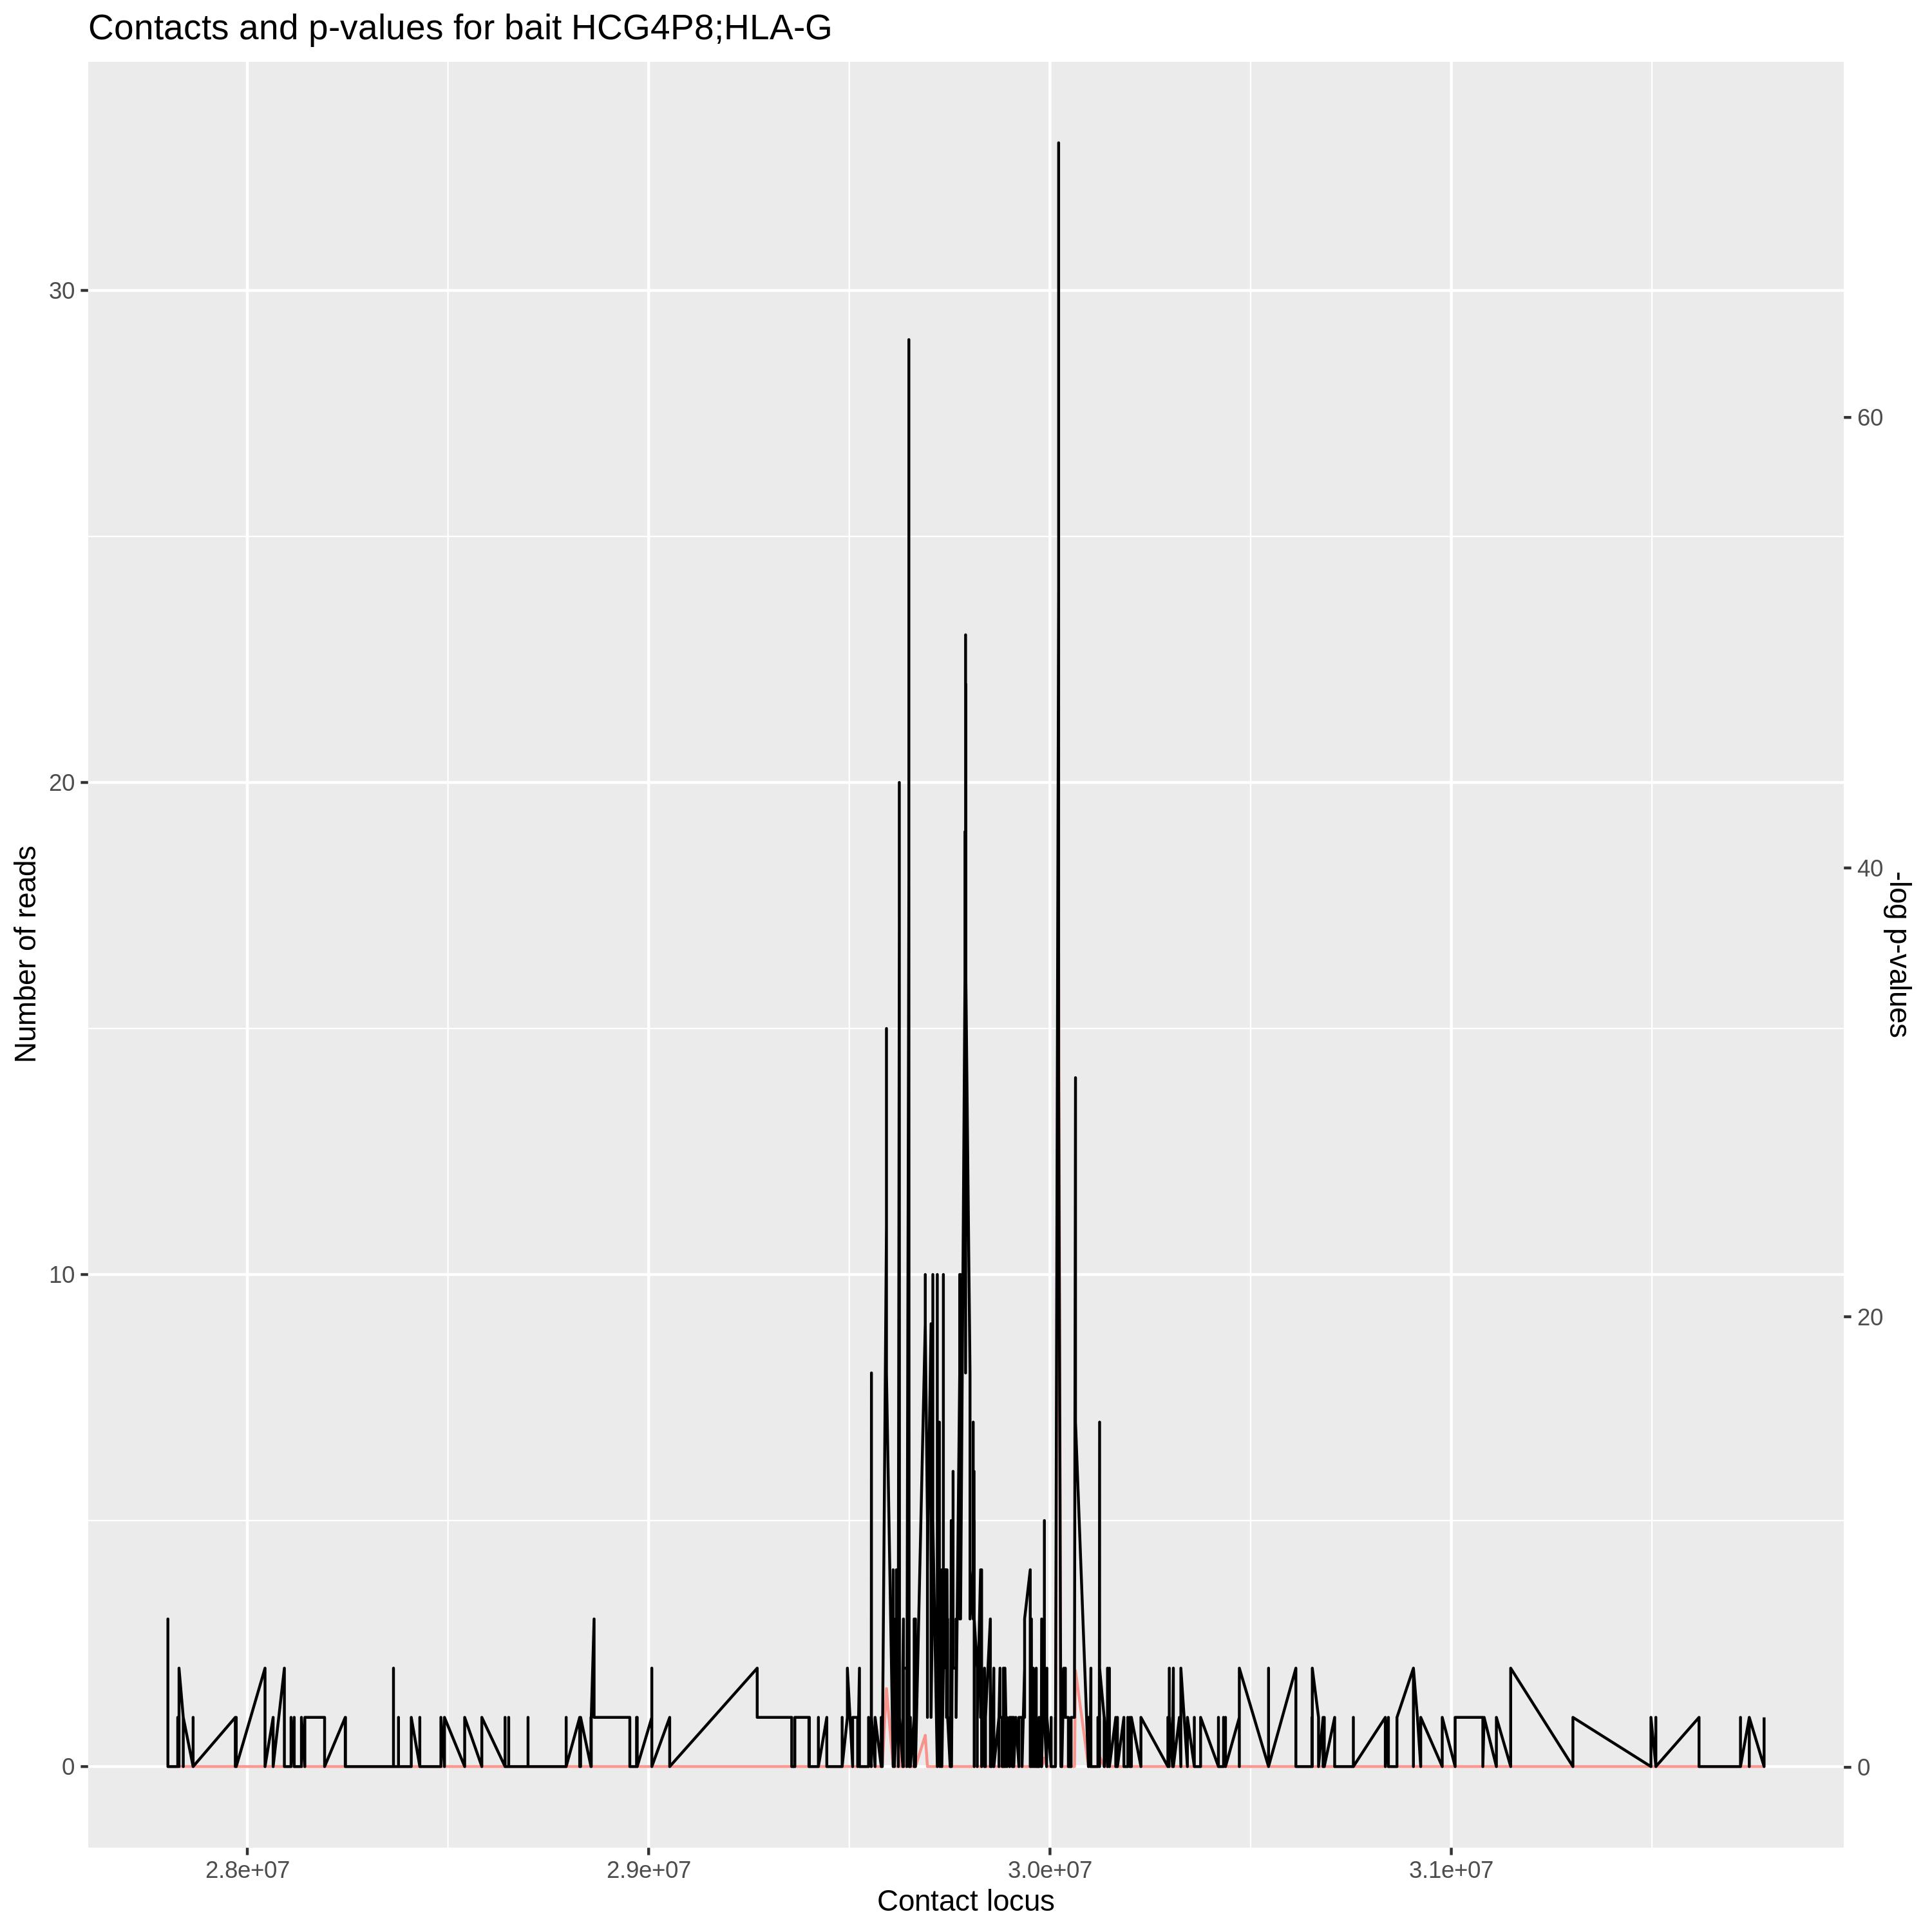 Contacts and p-values for bait HCG4P8;HLA-G
Number of reads
30
20
10
0
60
40
20
0
-log p-values
2.8e+07 2.9e+07 3.0e+07 3.1e+07
Contact locus